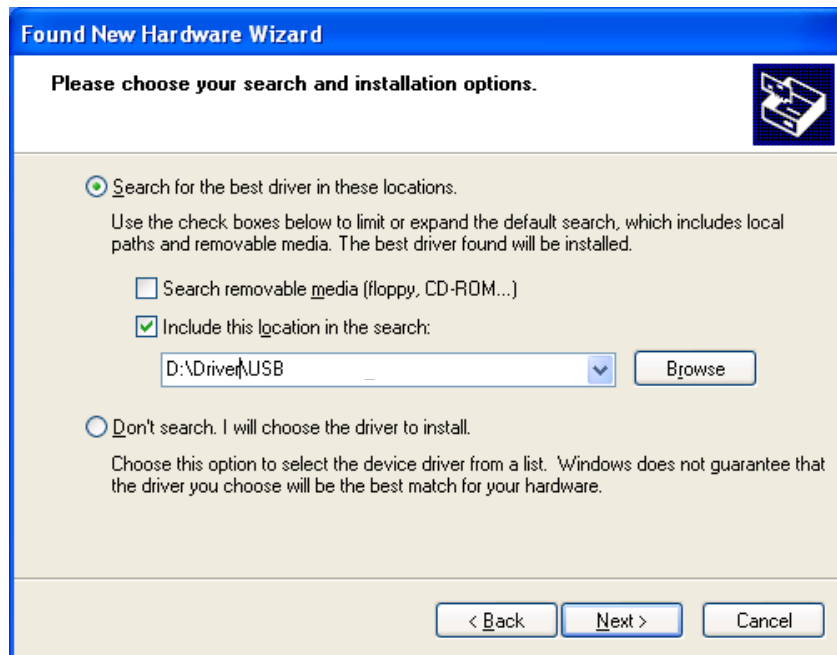 Found New Hardware Wizard
Please choose your search and installation options.
Search for the best driver in these locations.
Use the check boxes below to limit or expand the default search, which includes local
paths and removable media. The best driver found will be installed.
Search removable media (floppy, CD-ROM...)
Include this location in the search:
D:\Driver\USB
Browse
Don't search. I will choose the driver to install.
Choose this option to select the device driver from a list. Windows does not guarantee that
the driver you choose will be the best match for your hardware.
< Back Next > Cancel